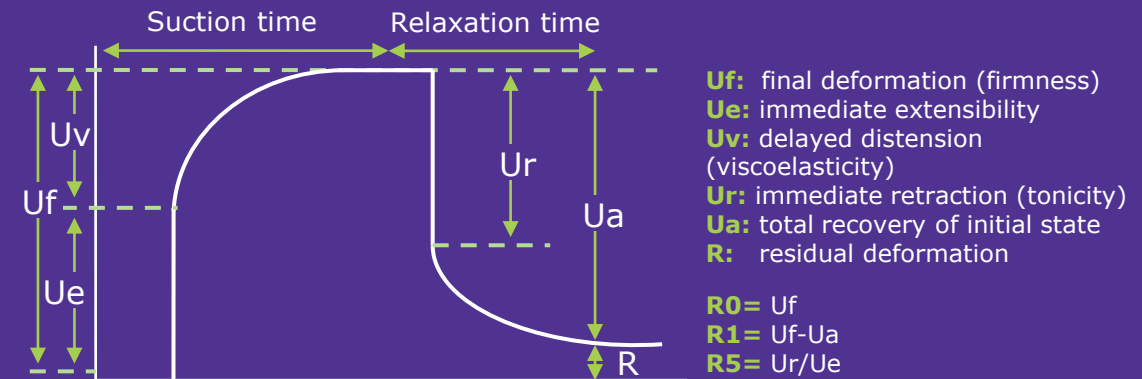 Suction time
Relaxation time
Uv
Uf
Ue
Ur
Ua
R
Uf: final deformation (firmness)
Ue: immediate extensibility
Uv: delayed distension
(viscoelasticity)
Ur: immediate retraction (tonicity)
Ua: total recovery of initial state
R: residual deformation
R0= Uf
R1= Uf-Ua
R5= Ur/Ue